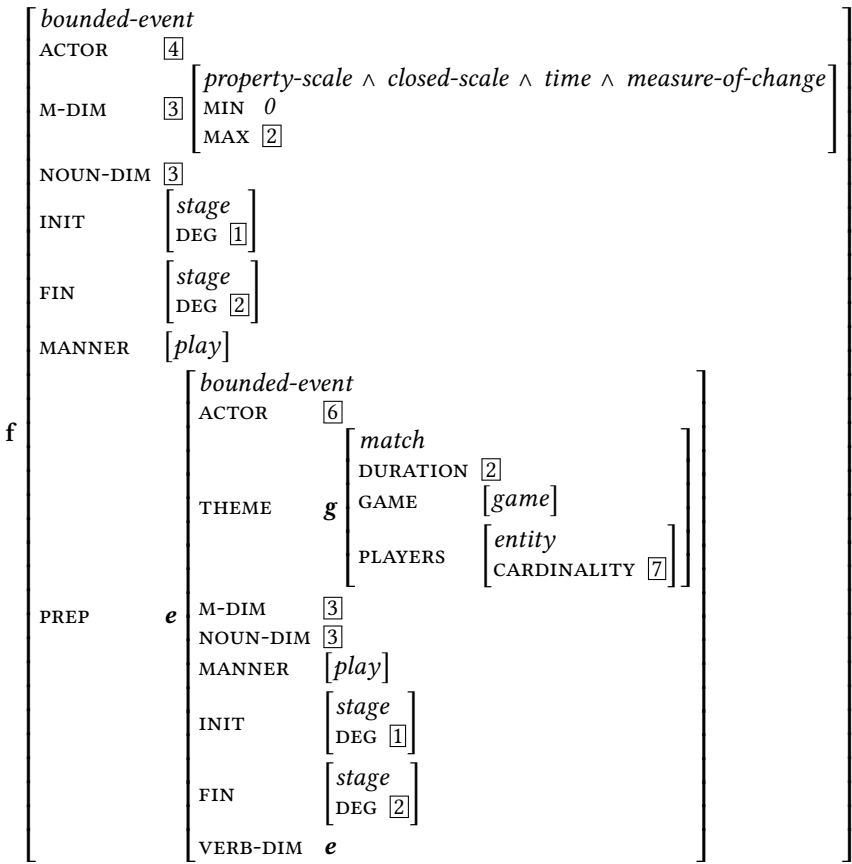 bounded-event
ACTOR 4
property-scale ∧ closed-scale ∧ time ∧ measure-of-change
M-DIM 3 MIN 0
MAX 2
NOUN-DIM 3
INIT stage
DEG 1
FIN stage
DEG 2
MANNER [play]
f
bounded-event
ACTOR 6
match
DURATION 2
THEME g GAME [game]
PLAYERS entity
CARDINALITY 7
PREP e M-DIM 3
NOUN-DIM 3
MANNER [play]
INIT stage
DEG 1
FIN stage
DEG 2
VERB-DIM e